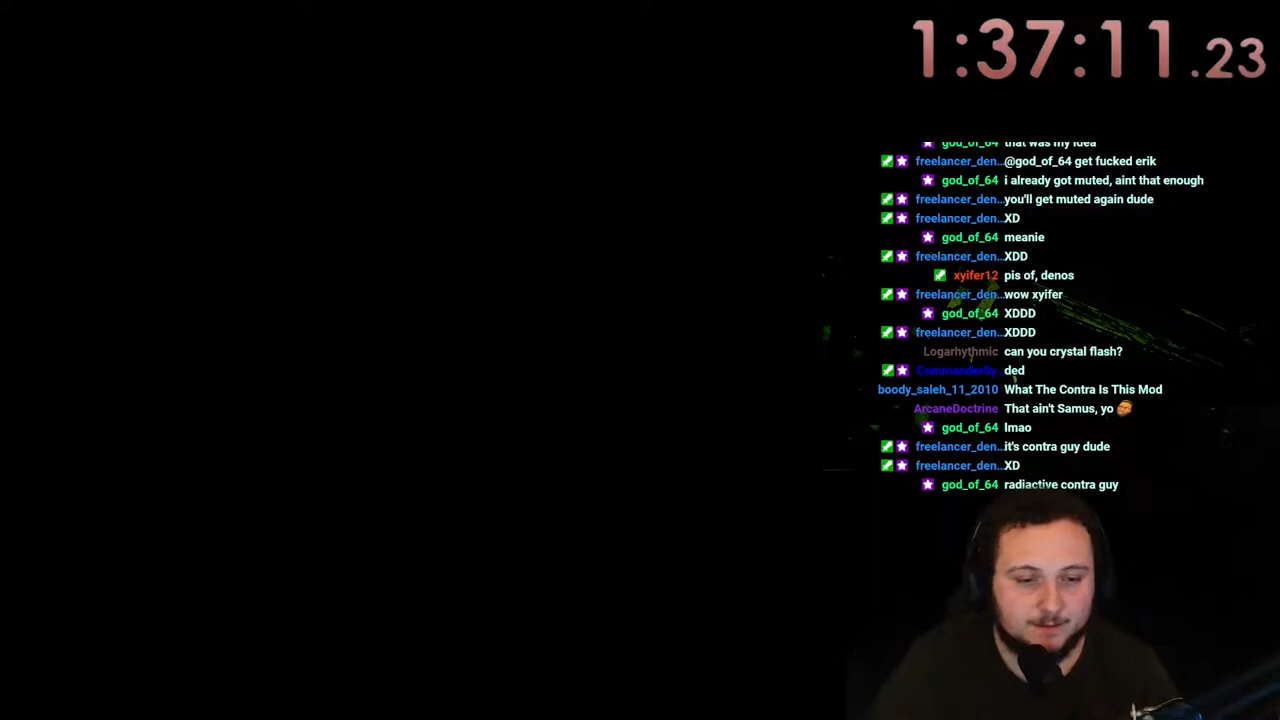 1:37:11.23
god_of_64 that was my idea
freelancer_den... @god_of_64 get fucked erik
god_of_64 i already got muted, aint that enough
freelancer_den... you'll get muted again dude
freelancer_den... XD
god_of_64 meanie
freelancer_den... XDD
xyifer12 pis of, denos
freelancer_den... wow xyifer
god_of_64 XDDD
freelancer_den... XDDD
Logarhythmic can you crystal flash?
CommanderSy... ded
boody_saleh_11_2010 What The Contra Is This Mod
ArcaneDoctrine That ain't Samus, yo
god_of_64 lmao
freelancer_den... it's contra guy dude
freelancer_den... XD
god_of_64 radiactive contra guy